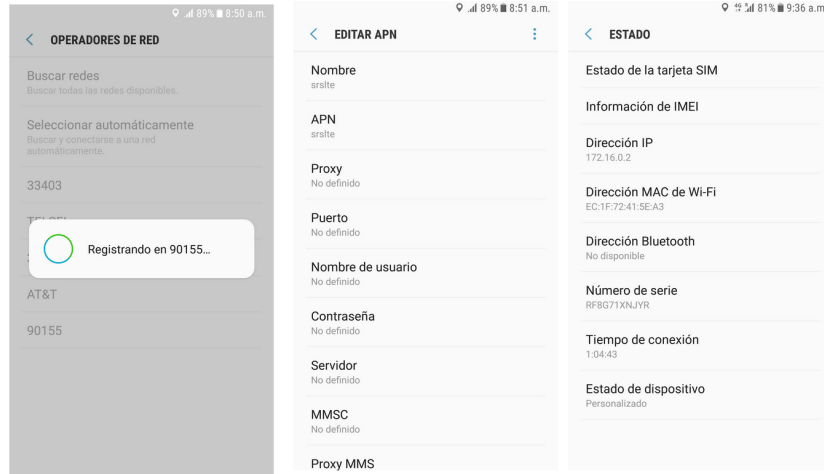 .ıll 89% 8:50 a.m.
OPERADORES DE RED
Buscar redes
Buscar todas las redes disponibles.
Seleccionar automáticamente
Buscar y conectarse a una red
automáticamente.
33403
TELCEL
Registrando en 90155...
AT&T
90155
89% 8:51 a.m.
EDITAR APN
Nombre
srslte
APN
srslte
Proxy
No definido
Puerto
No definido
Nombre de usuario
No definido
Contraseña
No definido
Servidor
No definido
MMSC
No definido
Proxy MMS
81% 9:36 a.m.
ESTADO
Estado de la tarjeta SIM
Información de IMEI
Dirección IP
172.16.0.2
Dirección MAC de Wi-Fi
EC:1F:72:41:5E:A3
Dirección Bluetooth
No disponible
Número de serie
RF8G71XNJYR
Tiempo de conexión
1:04:43
Estado de dispositivo
Personalizado